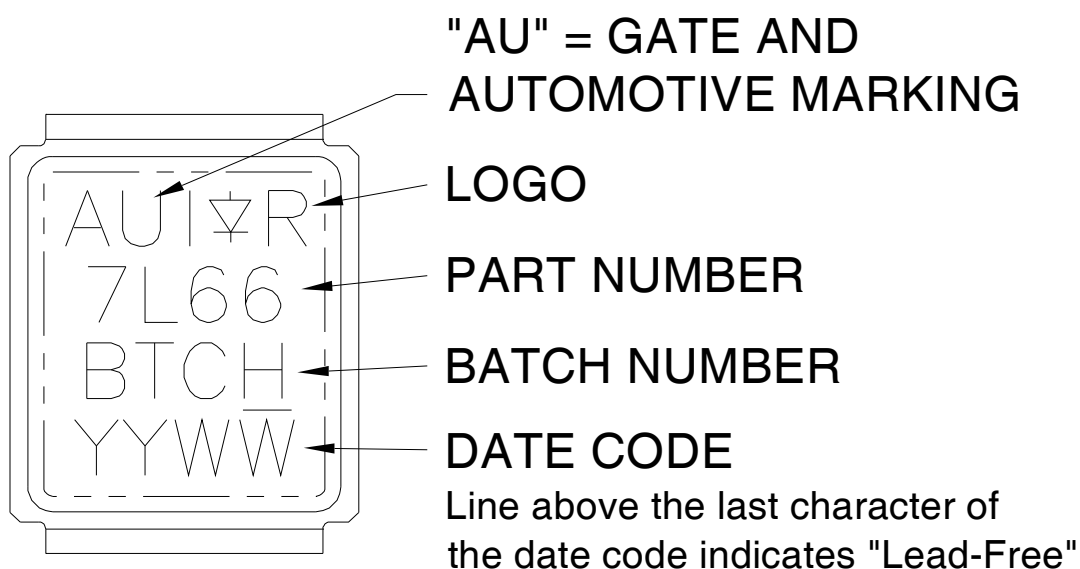 "AU" = GATE AND
AUTOMOTIVE MARKING
AUI R
LOGO
7L66
PART NUMBER
BTCH
BATCH NUMBER
YYWW
DATE CODE
Line above the last character of
the date code indicates "Lead-Free"